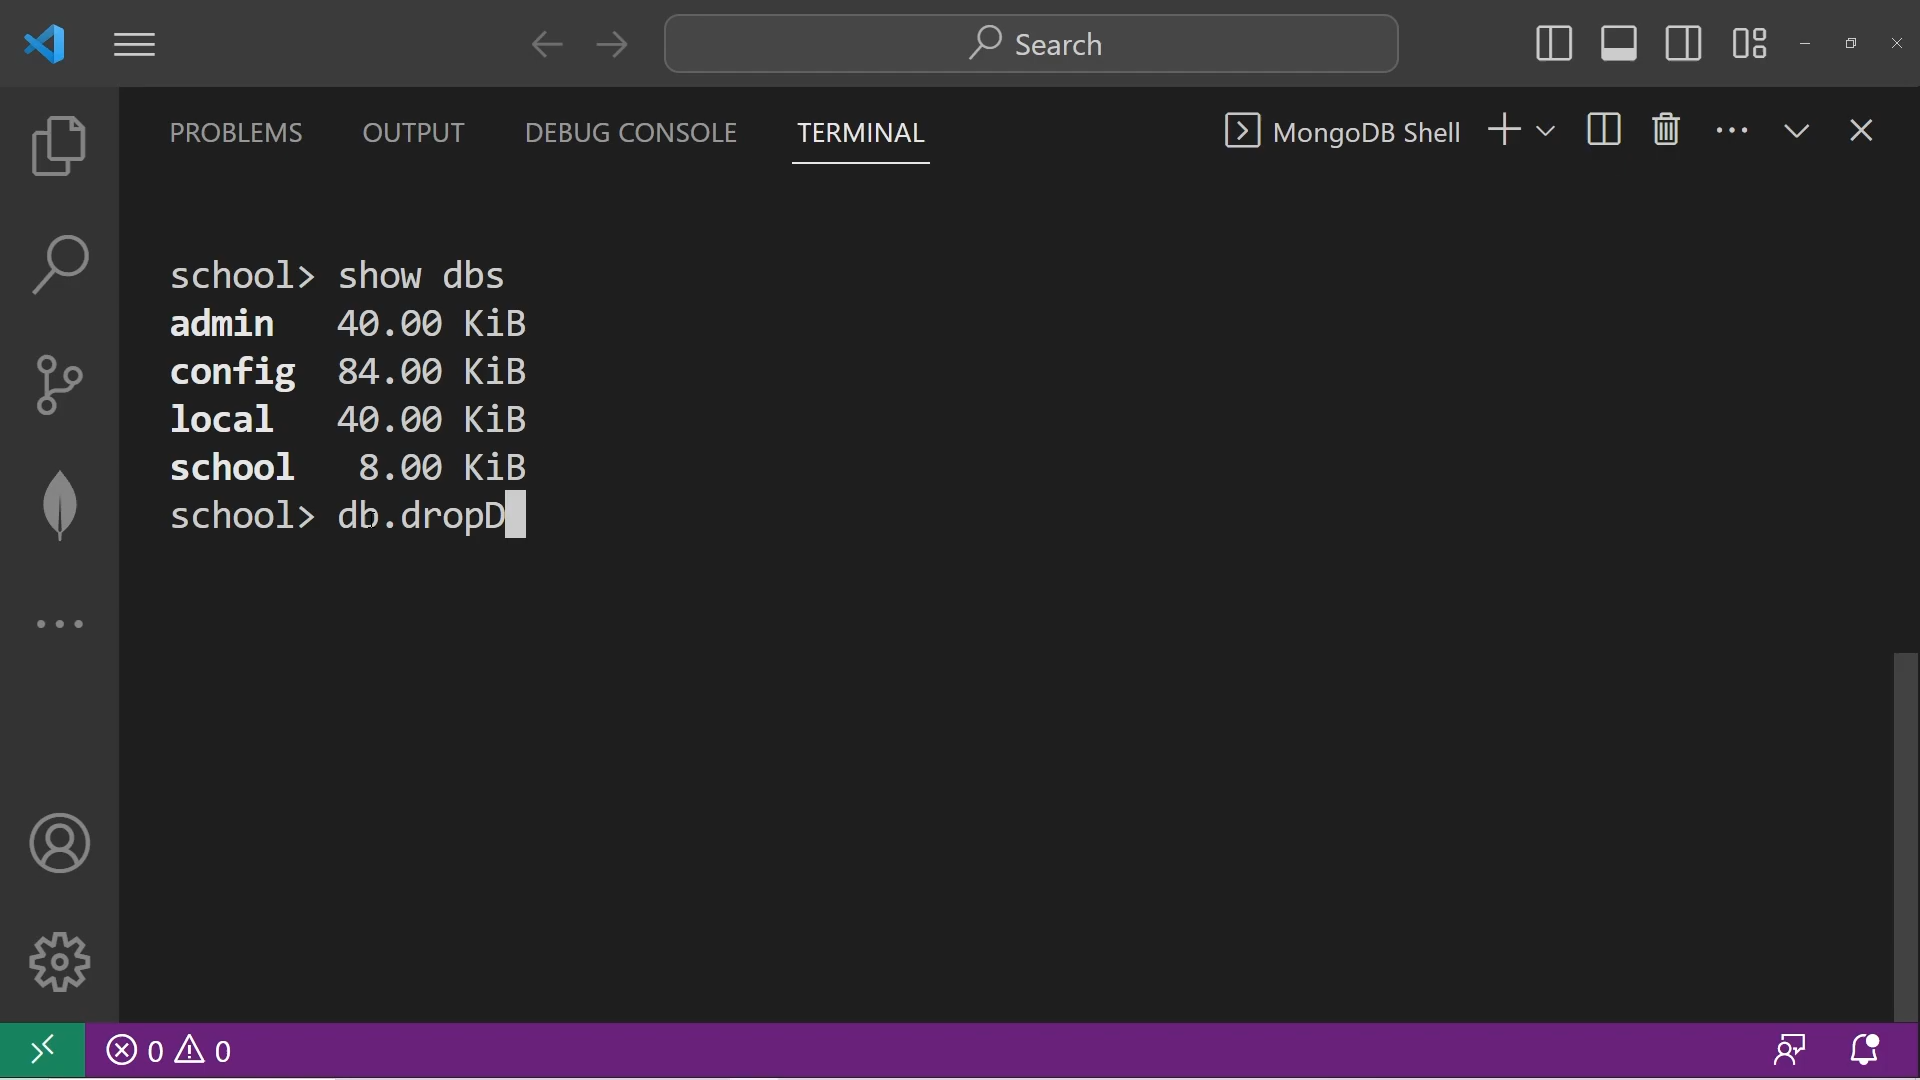 Search
PROBLEMS OUTPUT DEBUG CONSOLE TERMINAL MongoDB Shell
school> show dbs
admin 40.00 KiB
config 84.00 KiB
local 40.00 KiB
school 8.00 KiB
school> db.dropD
0 0